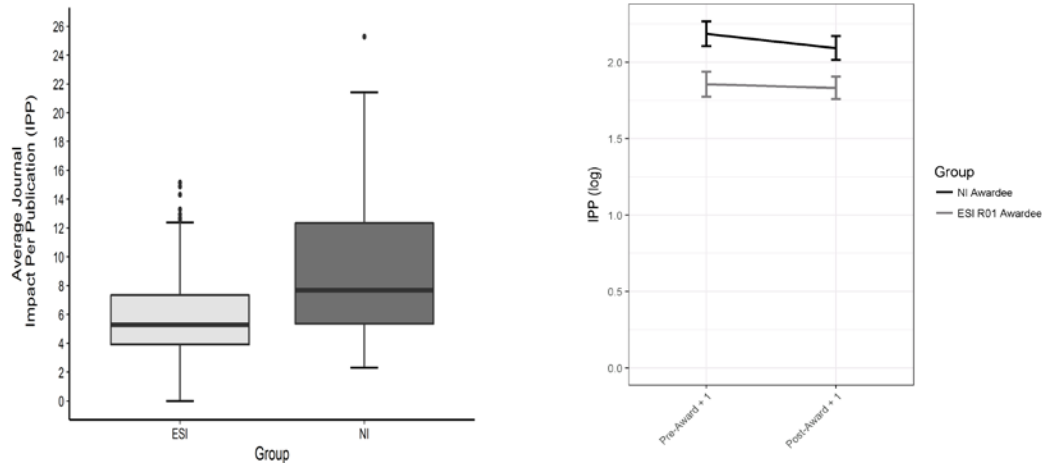 Average Journal
Impact Per Publication (IPP)
26
24
22
20
18
16
14
12
10
8
6
4
2
0
ESI
NI
Group
IPP (log)
2.0
1.5
1.0
0.5
0.0
Pre-Award + 1
Post-Award + 1
Group
NI Awardee
ESI R01 Awardee